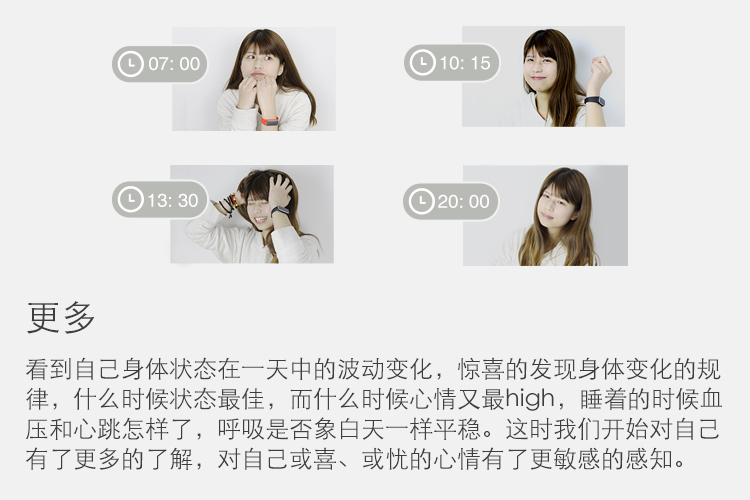 07: 00
10: 15
13: 30
20: 00
更多
看到自己身体状态在一天中的波动变化，惊喜的发现身体变化的规
律，什么时候状态最佳，而什么时候心情又最high，睡着的时候血
压和心跳怎样了，呼吸是否象白天一样平稳。这时我们开始对自己
有了更多的了解，对自己或喜、或忧的心情有了更敏感的感知。